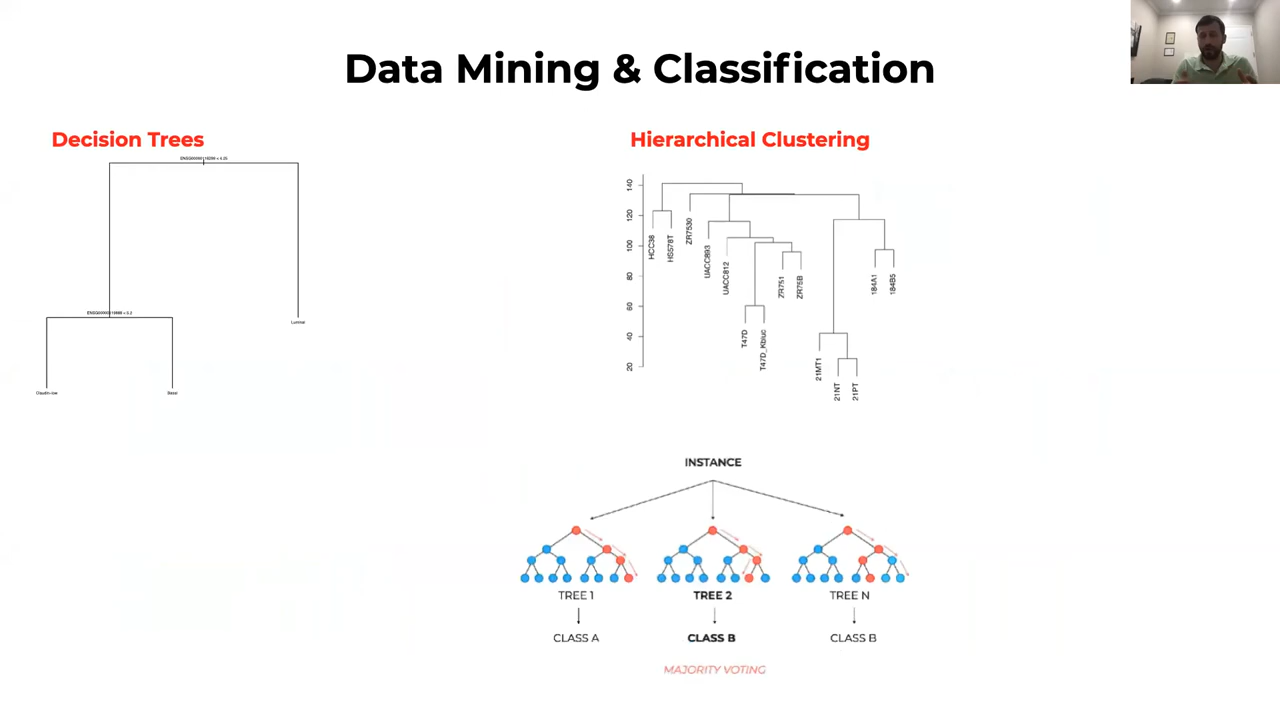 Data Mining & Classification
Decision Trees
Claudin-low
Basal
Luminal
Hierarchical Clustering
140
120
100
80
60
40
20
HCC38
HS578T
ZR7530
UACC893
UACC812
T47D
T47D_Kbluc
ZR751
ZR75B
21MT1
21NT
21PT
184A1
184B5
INSTANCE
TREE 1
TREE 2
TREE N
CLASS A
CLASS B
CLASS B
MAJORITY VOTING